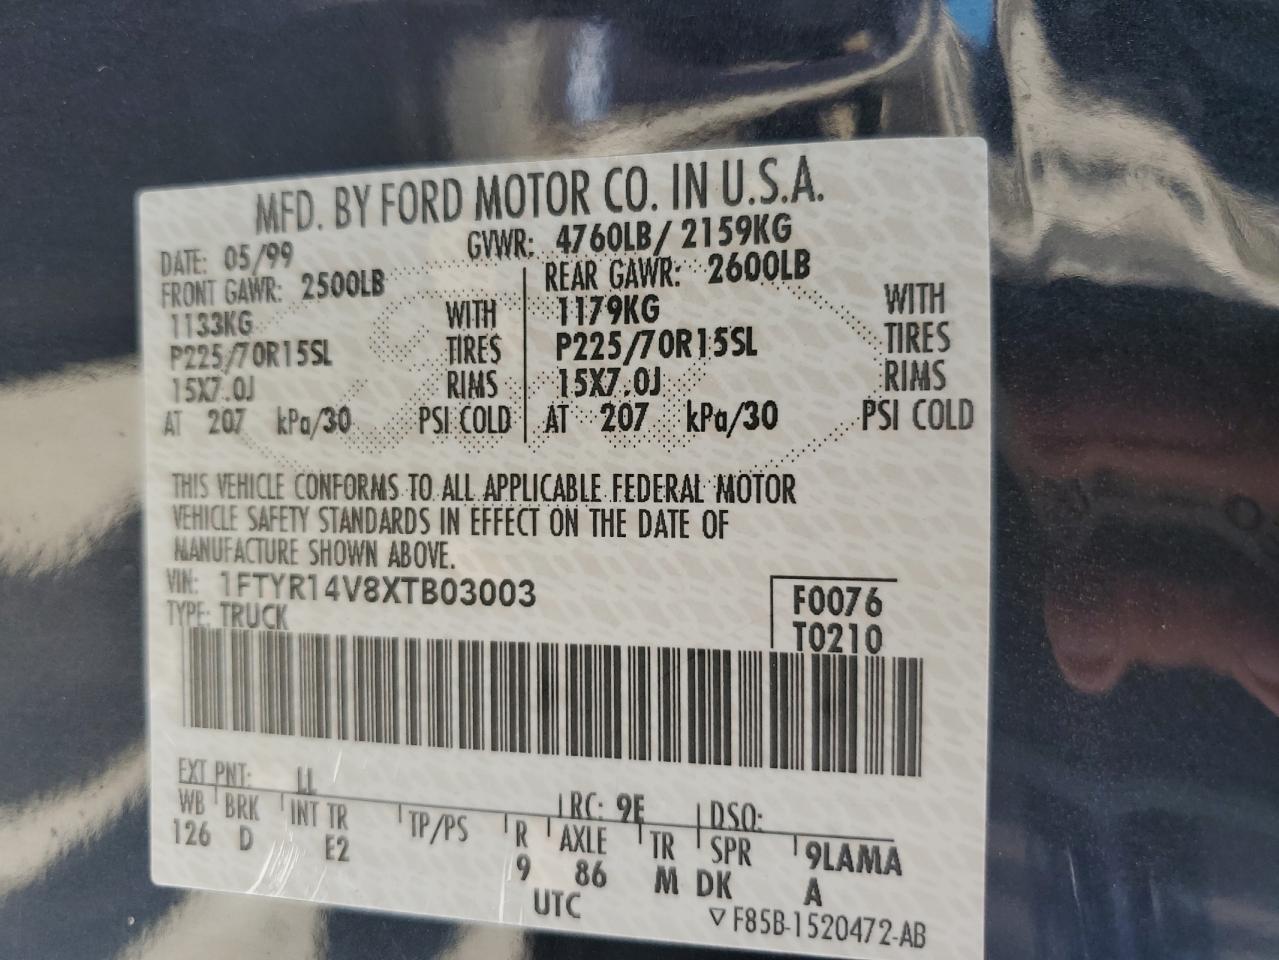 MFD. BY FORD MOTOR CO. IN U.S.A.
DATE: 05/99 GVWR: 4760LB/ 2159KG
FRONT GAWR: 2500LB REAR GAWR: 2600LB
1133KG WITH 1179KG WITH
P225/70R15SL TIRES P225/70R15SL TIRES
15X7.0J RIMS 15X7.0J RIMS
AT 207 kPa/30 PSI COLD AT 207 kPa/30 PSI COLD
THIS VEHICLE CONFORMS TO ALL APPLICABLE FEDERAL MOTOR
VEHICLE SAFETY STANDARDS IN EFFECT ON THE DATE OF
MANUFACTURE SHOWN ABOVE.
VIN: 1FTYR14V8XTB03003 F0076
TYPE: TRUCK T0210
EXT PNT: LL RC: 9E DSO:
WB BRK INT TR TP/PS R AXLE TR SPR 9LAMA
126 D E2 9 86 M DK A
UTC ▽F85B-1520472-AB